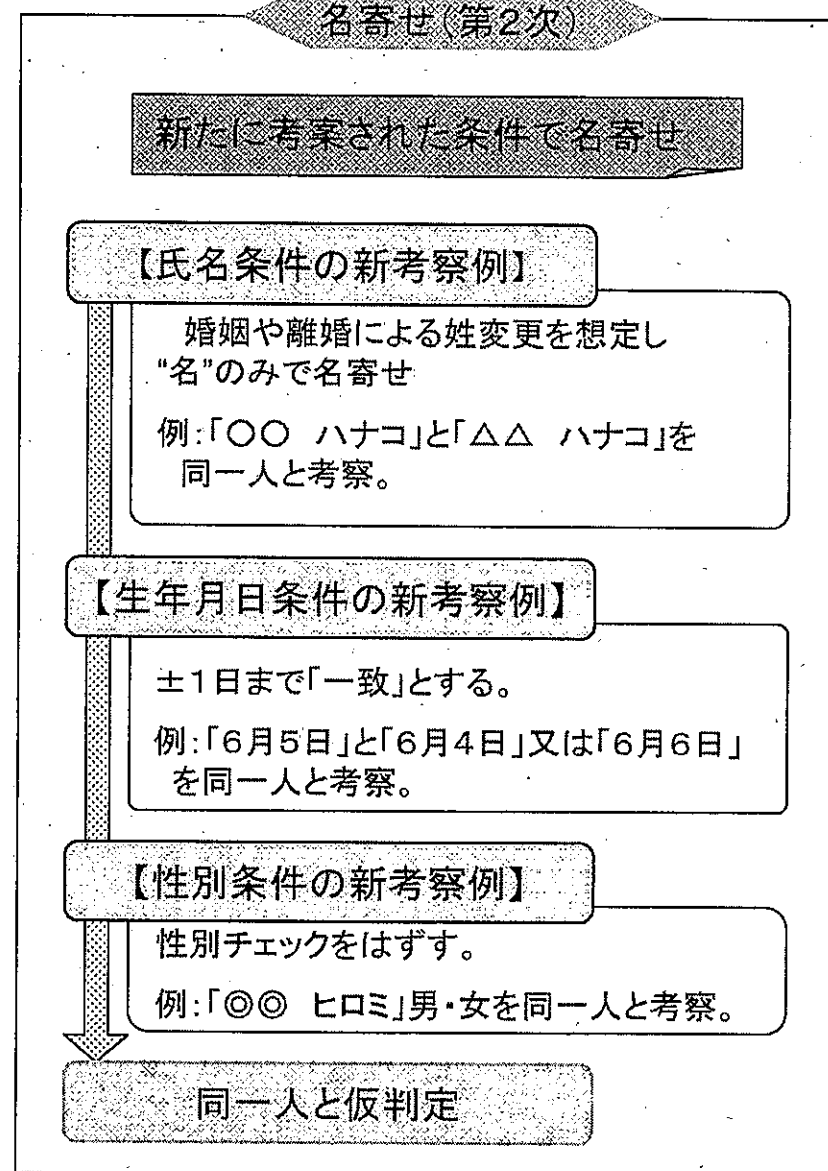 名寄せ(第2次)
新たに考案された条件で名寄せ
【氏名条件の新考察例】
婚姻や離婚による姓変更を想定し
“名”のみで名寄せ
例:「○○　ハナコ」と「△△　ハナコ」を
同一人と考察。
【生年月日条件の新考察例】
±1日まで「一致」とする。
例:「6月5日」と「6月4日」又は「6月6日」
を同一人と考察。
【性別条件の新考察例】
性別チェックをはずす。
例:「◎◎　ヒロミ」男・女を同一人と考察。
同一人と仮判定